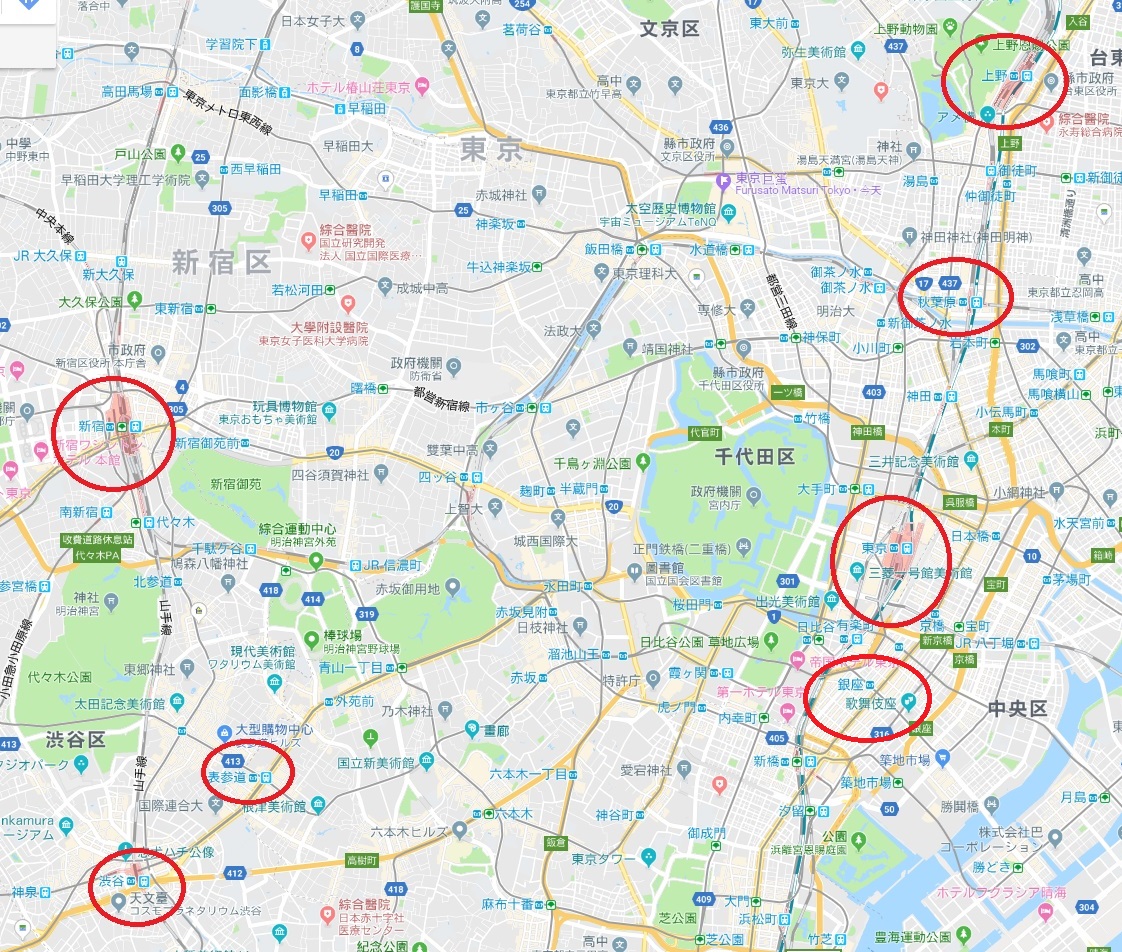 落合中
日本女子大
護国寺
254
茗荷谷
文京区
東大前
17
上野動物園
437
上野恩賜公園
入谷
台東
学習院下
8
弥生美術館
高中
東京都立竹早高
東京大
上野
高田馬場
面影橋
ホテル椿山荘東京
早稲田
東京メトロ東西線
アメ
綜合醫院
永寿総合病院
436
縣市政府
文京区役所
神社
湯島天満宮(湯島天神)
上野
中學
中野東中
戸山公園
25
西早稲田
早稲田大
東京
早稲田大学理工学術院
早稲田
赤城神社
東京巨蛋
Furusato Matsuri Tokyo・=天
湯島
御徒町
仲御徒町
新御徒
305
25
神楽坂
太空歷史博物館
宇宙ミュージアムTeNQ
中央本線
綜合醫院
国立研究開発
法人 国立国際医療…
飯田橋
水道橋
神田神社(神田明神)
JR 大久保
新大久保
新宿区
牛込神楽坂
東京理科大
都営三田線
御茶ノ水
御茶ノ水
17
437
秋葉原
高中
東京都立忍岡高
大久保公園
東新宿
若松河田
成城中高
専修大
明治大
新御茶ノ水
浅草橋
大學附設醫院
東京女子医科大学病院
法政大
靖国神社
神保町
小川町
岩本町
302
市政府
新宿区役所 本庁舎
政府機關
防衛省
縣市政府
千代田区役所
馬喰町
馬喰横山
4
305
曙橋
都営新宿線
市ケ谷
一ツ橋
403
神田
小伝馬町
新宿
玩具博物館
東京おもちゃ美術館
竹橋
代官町
神田橋
本町
浜町
新宿御苑前
20
雙葉中高
千鳥ヶ淵公園
千代田区
三井記念美術館
新宿御苑
四谷須賀神社
四ッ谷
麹町
半蔵門
20
政府機關
宮内庁
大手町
呉服橋
小網神社
南新宿
代々木
上智大
水天宮前
收費道路休息站
代々木PA
綜合運動中心
明治神宮外苑
城西国際大
正門鉄橋(二重橋)
圖書館
国立国会図書館
東京
日本橋
10
箱崎
千駄ケ谷
鳩森八幡神社
JR 信濃町
三菱一号館美術館
参宮橋
北参道
418
414
319
赤坂御用地
永田町
301
出光美術館
宝町
茅場町
神社
明治神宮
山手線
赤坂見附
日枝神社
桜田門
1
日比谷
有楽町
京橋
宝町
小田急小田原線
棒球場
明治神宮野球場
日比谷公園 草地広場
新京橋
JR 八丁堀
京橋
東郷神社
現代美術館
ワタリウム美術館
青山一丁目
溜池山王
帝国ホテル東京
代々木公園
赤坂
特許庁
霞ケ関
第一ホテル東京
銀座
歌舞伎座
太田記念美術館
外苑前
乃木神社
虎ノ門
内幸町
316
銀座
中央区
413
渋谷区
大型購物中心
表参道ヒルズ
畫廊
405
新橋
築地市場
413
表参道
国立新美術館
六本木一丁目
愛宕神社
築地市場
山手線
国際連合大
根津美術館
六本木
神谷町
汐留
50
勝鬨橋
月島
nkamura
ージアム
六本木ヒルズ
御成門
公園
浜離宮恩賜庭園
株式会社巴
コーポレーション
忠犬ハチ公像
高樹町
飯倉
東京タワー
勝どき
渋谷
412
418
神泉
天文臺
コスモプラネタリウム渋谷
綜合醫院
日本赤十字社
医療センター
麻布十番
409
大門
ホテルマリナーズ
304
浜松町
芝公園
芝公園
竹芝
豊海運動公園
紀念公園
高中